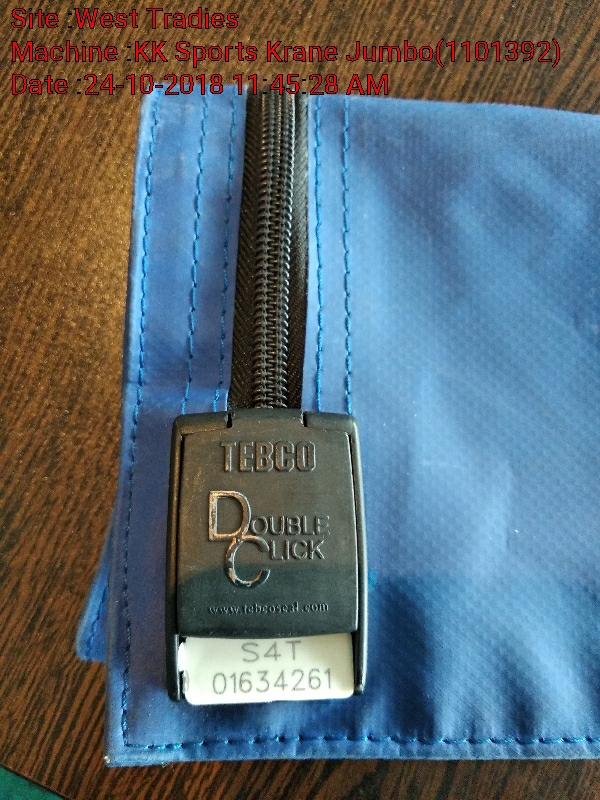 Site :West Tradies
Machine :KK Sports Krane Jumbo(1101392)
Date :24-10-2018 11:45:28 AM
TEBCO
DOUBLE
CLICK
www.tebcoseal.com
S4T
01634261